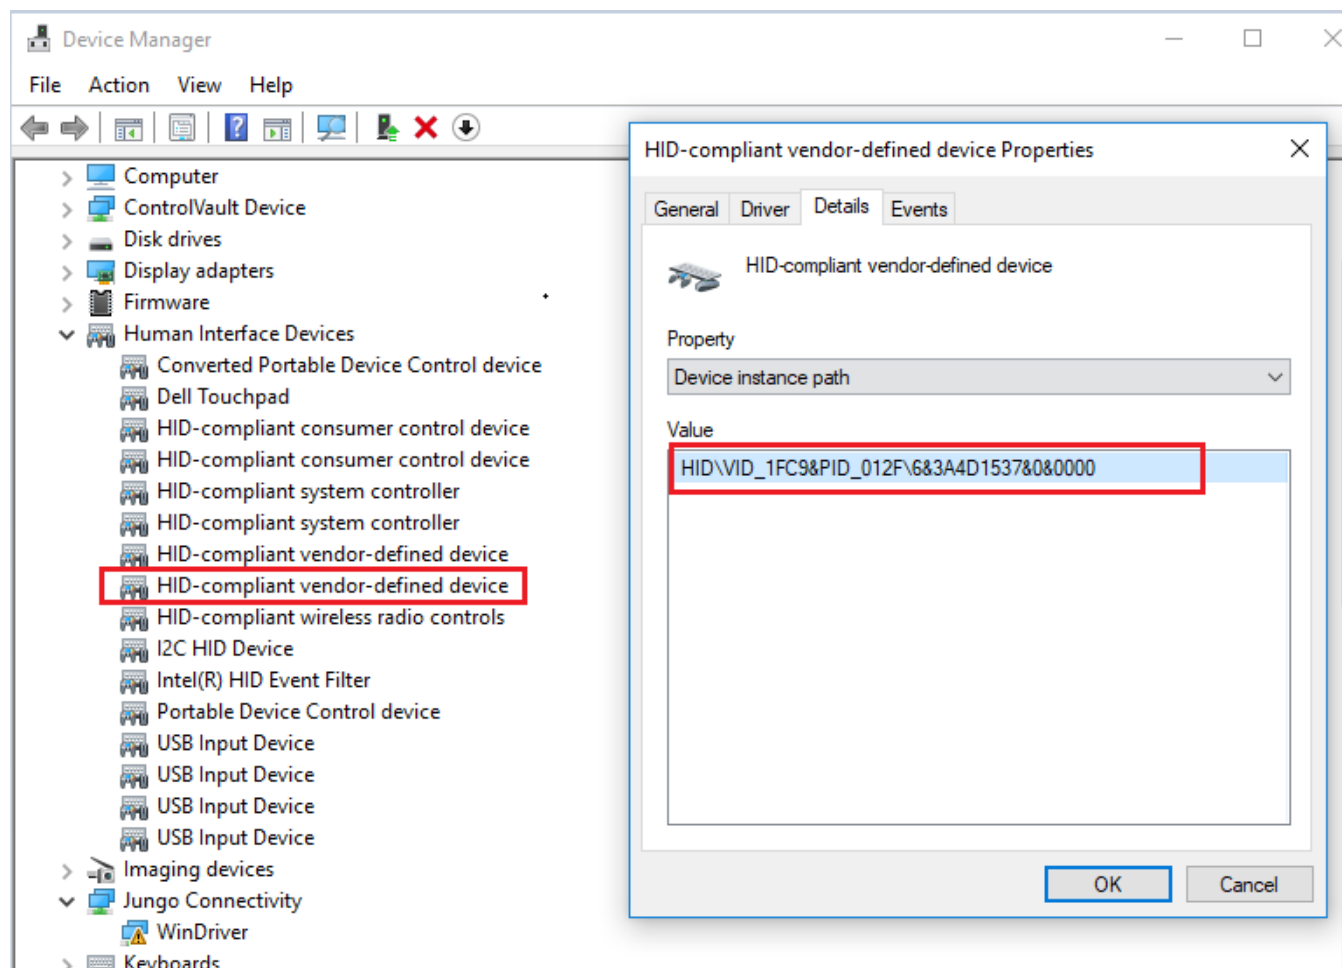 Device Manager
File Action View Help
Computer
ControlVault Device
Disk drives
Display adapters
Firmware
Human Interface Devices
Converted Portable Device Control device
Dell Touchpad
HID-compliant consumer control device
HID-compliant consumer control device
HID-compliant system controller
HID-compliant system controller
HID-compliant vendor-defined device
HID-compliant vendor-defined device
HID-compliant wireless radio controls
I2C HID Device
Intel(R) HID Event Filter
Portable Device Control device
USB Input Device
USB Input Device
USB Input Device
USB Input Device
Imaging devices
Jungo Connectivity
WinDriver
Keyboards
HID-compliant vendor-defined device Properties
General Driver Details Events
HID-compliant vendor-defined device
Property
Device instance path
Value
HID\VID_1FC9&PID_012F\6&3A4D1537&0&0000
OK Cancel